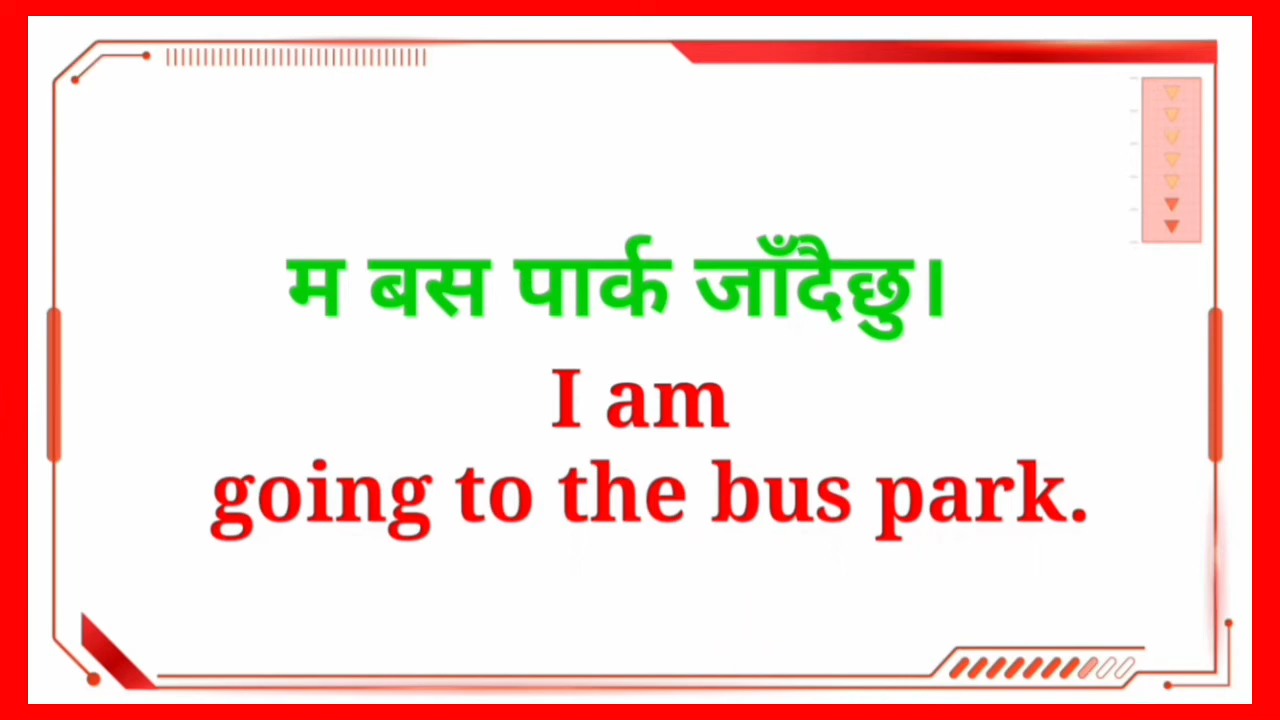 म बस पार्क जाँदैछु।
I am
going to the bus park.